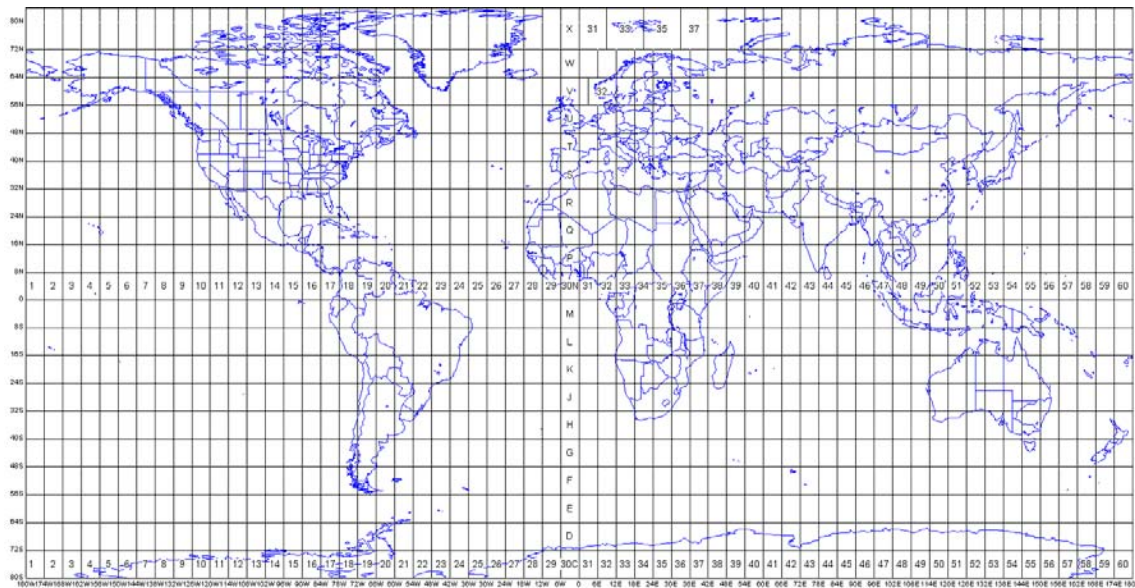 80N X 31 33 35 37
72N
W
64N
V 32
56N
U
48N
T
40N
S
32N
R
24N
Q
16N
P
8N
1 2 3 4 5 6 7 8 9 10 11 12 13 14 15 16 17 18 19 20 21 22 23 24 25 26 27 28 29 30N 31 32 33 34 35 36 37 38 39 40 41 42 43 44 45 46 47 48 49 50 51 52 53 54 55 56 57 58 59 60
0
M
8S
L
16S
K
24S
J
32S
H
40S
G
48S
F
56S
E
64S
D
72S
1 2 3 4 5 6 7 8 9 10 11 12 13 14 15 16 17 18 19 20 21 22 23 24 25 26 27 28 29 30C 31 32 33 34 35 36 37 38 39 40 41 42 43 44 45 46 47 48 49 50 51 52 53 54 55 56 57 58 59 60
80S
180W 174W 168W 162W 156W 150W 144W 138W 132W 126W 120W 114W 108W 102W 96W 90W 84W 78W 72W 66W 60W 54W 48W 42W 36W 30W 24W 18W 12W 6W 0 6E 12E 18E 24E 30E 36E 42E 48E 54E 60E 66E 72E 78E 84E 90E 96E 102E 108E 114E 120E 126E 132E 138E 144E 150E 156E 162E 168E 174E